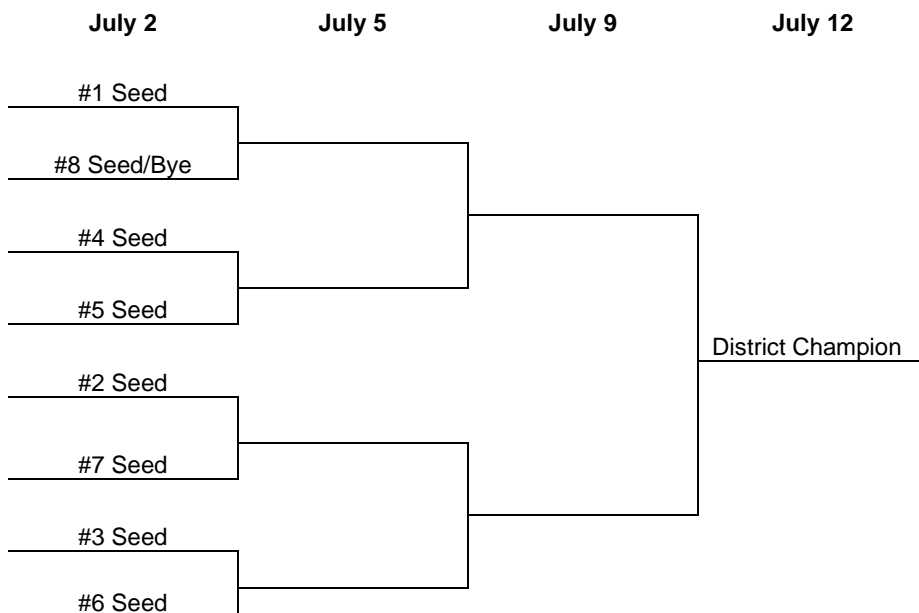 July 2 July 5 July 9 July 12
#1 Seed
#8 Seed/Bye
#4 Seed
#5 Seed
District Champion
#2 Seed
#7 Seed
#3 Seed
#6 Seed